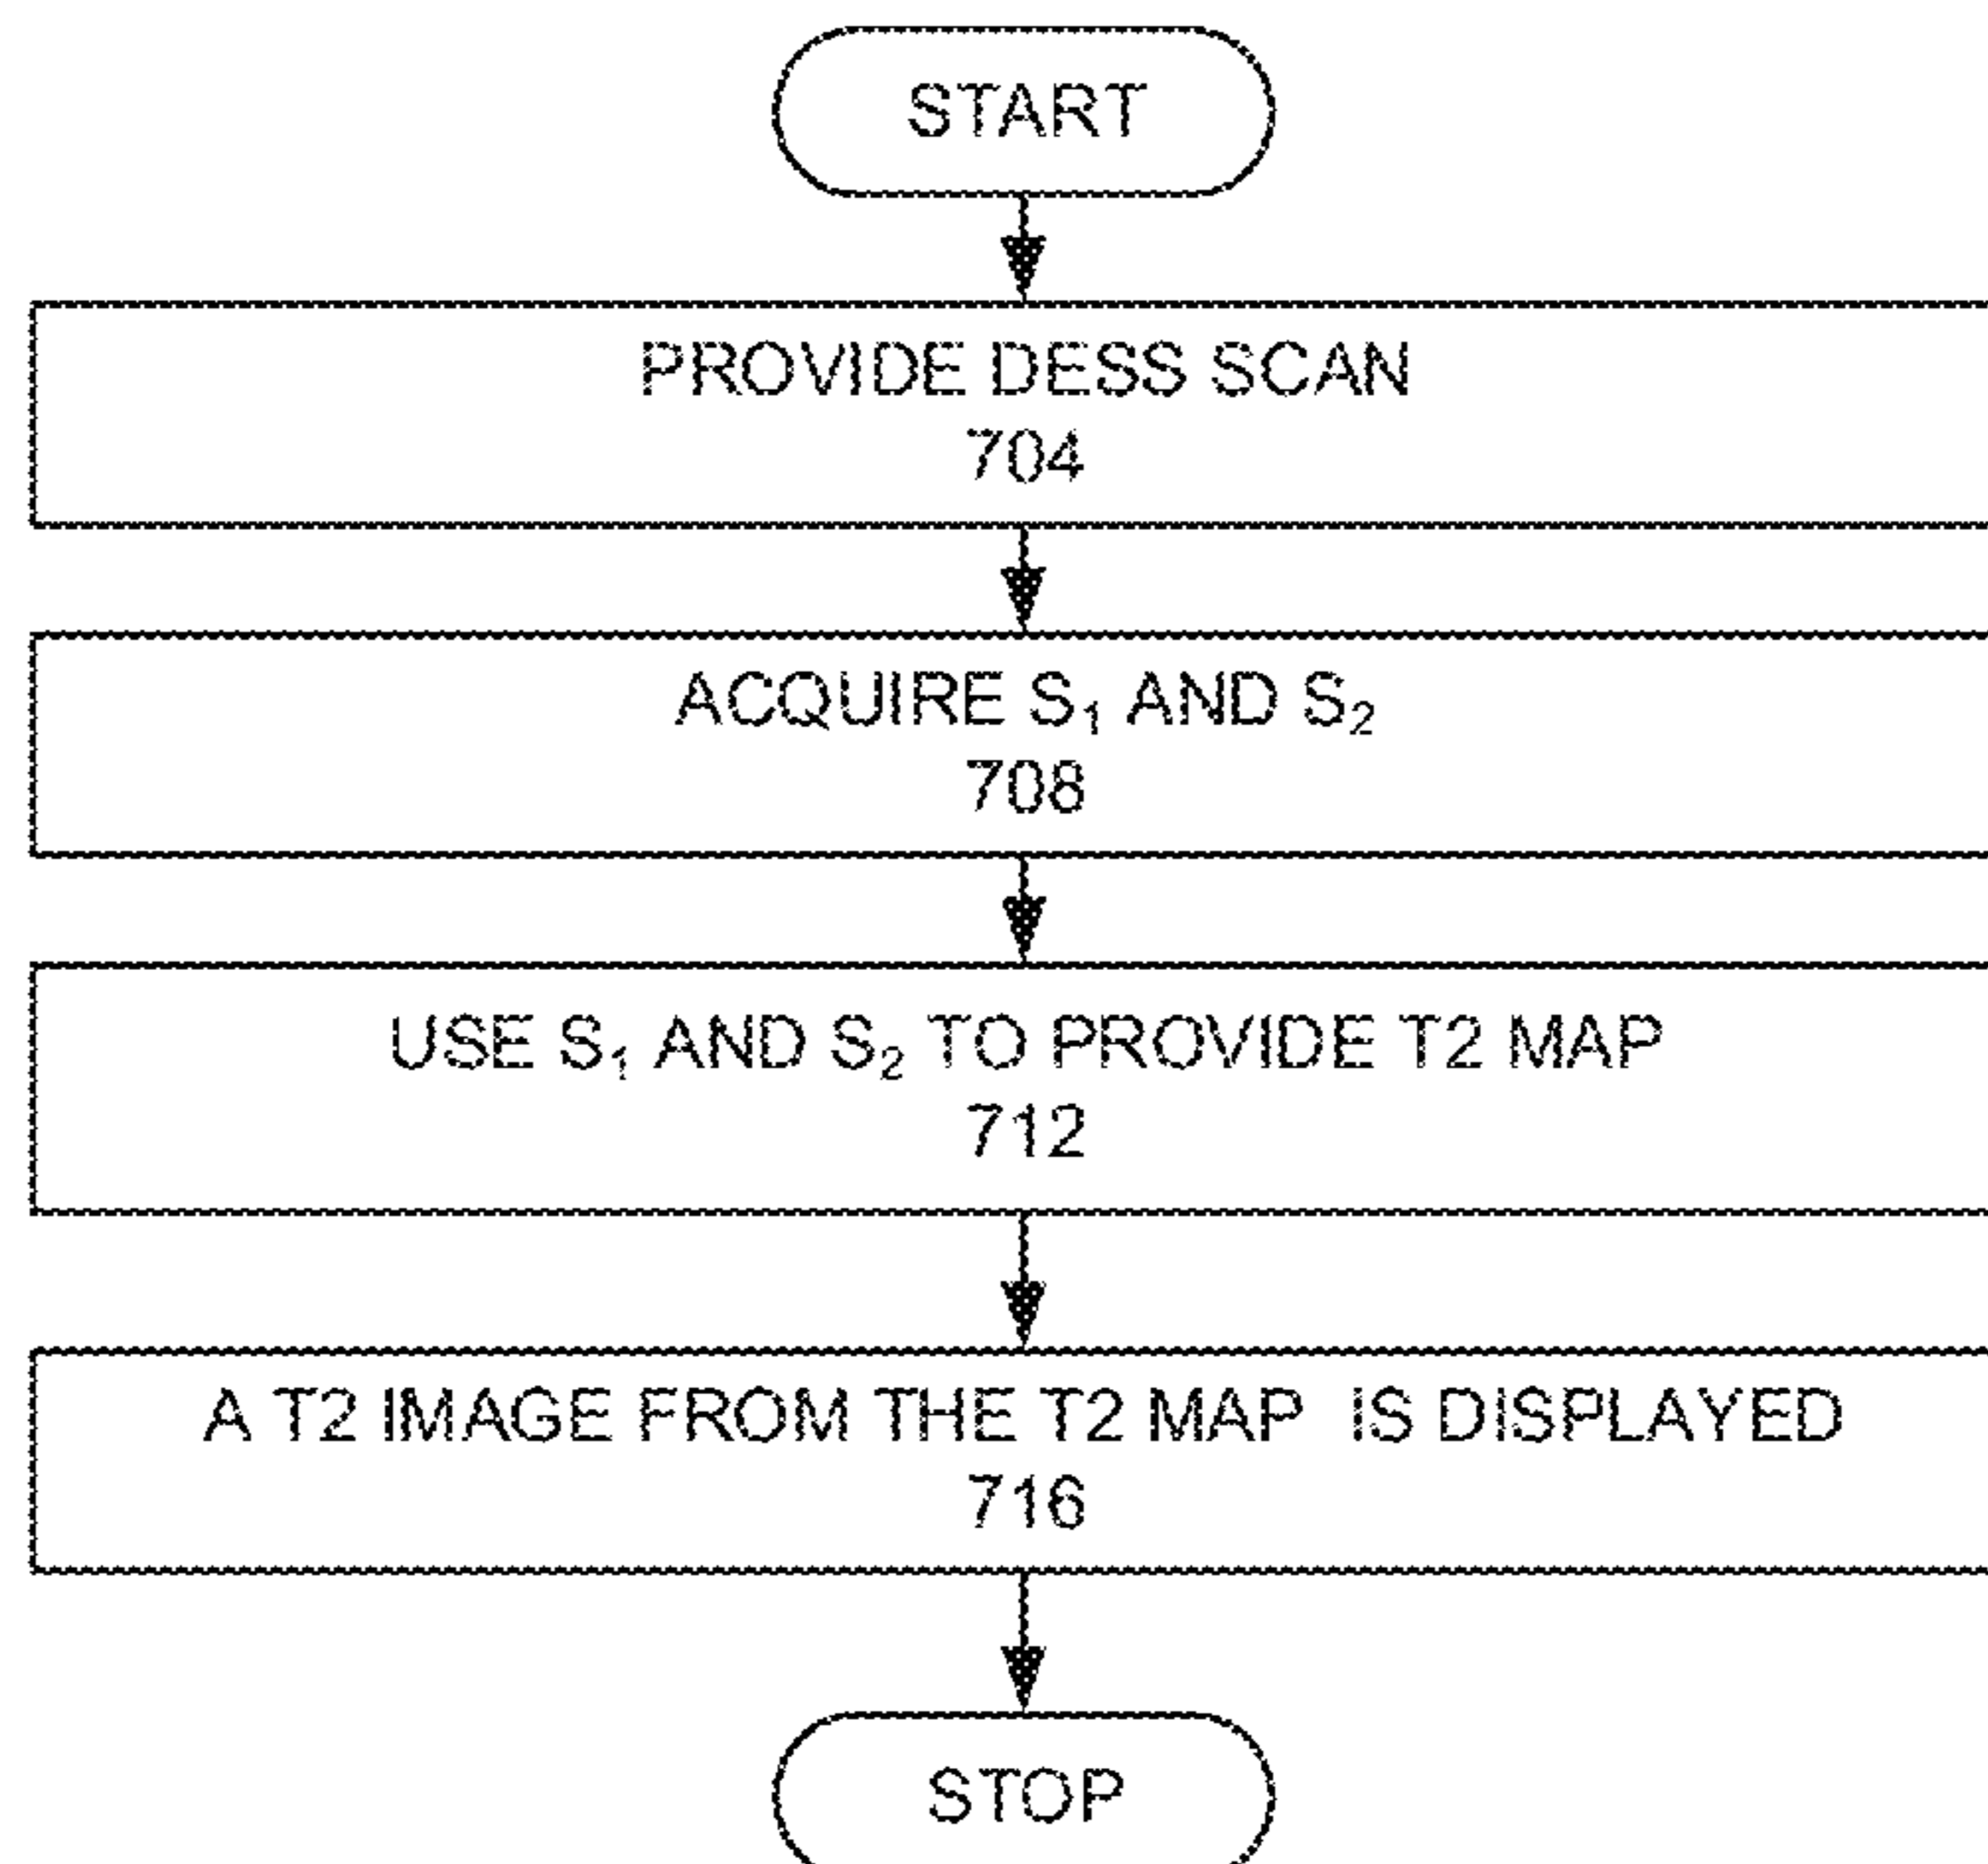 START
PROVIDE DESS SCAN
704
ACQUIRE S₁ AND S₂
708
USE S₁ AND S₂ TO PROVIDE T2 MAP
712
A T2 IMAGE FROM THE T2 MAP IS DISPLAYED
716
STOP